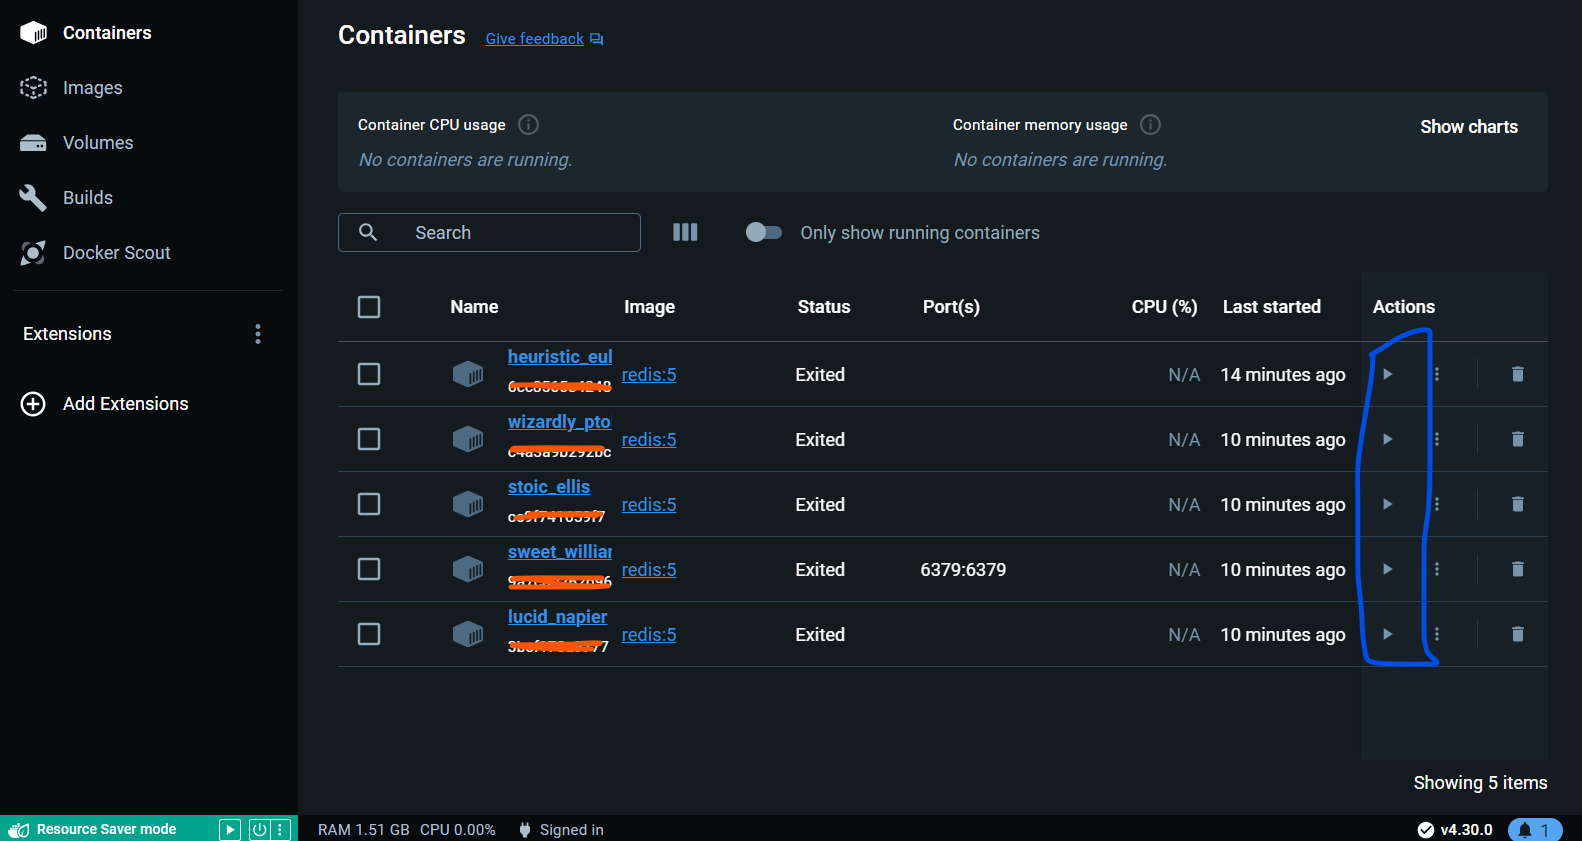 Containers
Images
Volumes
Builds
Docker Scout
Extensions
Add Extensions
Containers Give feedback
Container CPU usage
No containers are running.
Container memory usage
No containers are running.
Show charts
Search
Only show running containers
Name Image Status Port(s) CPU (%) Last started Actions
heuristic_eul
redis:5 Exited N/A 14 minutes ago
wizardly_pto
redis:5 Exited N/A 10 minutes ago
stoic_ellis
redis:5 Exited N/A 10 minutes ago
sweet_williar
redis:5 Exited 6379:6379 N/A 10 minutes ago
lucid_napier
redis:5 Exited N/A 10 minutes ago
Showing 5 items
Resource Saver mode
RAM 1.51 GB CPU 0.00% Signed in
v4.30.0
1